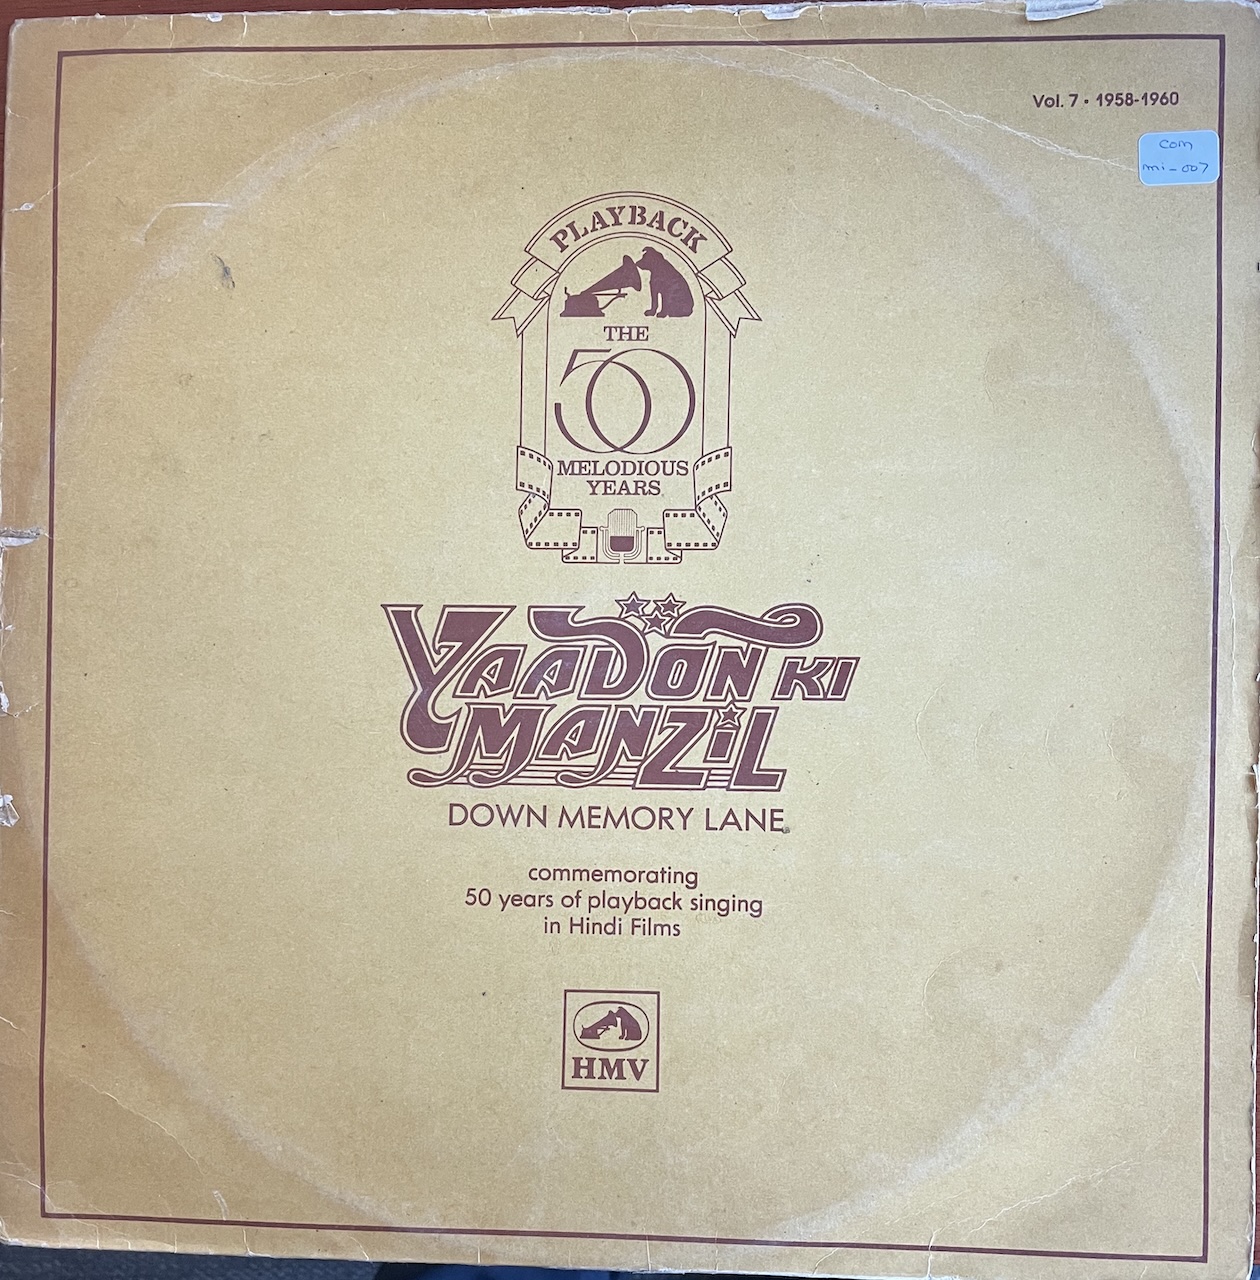 Vol. 7 • 1958-1960
com
mi-007
PLAYBACK
THE
50
MELODIOUS
YEARS
YAADON KI
MANZIL
DOWN MEMORY LANE
commemorating
50 years of playback singing
in Hindi Films
HMV